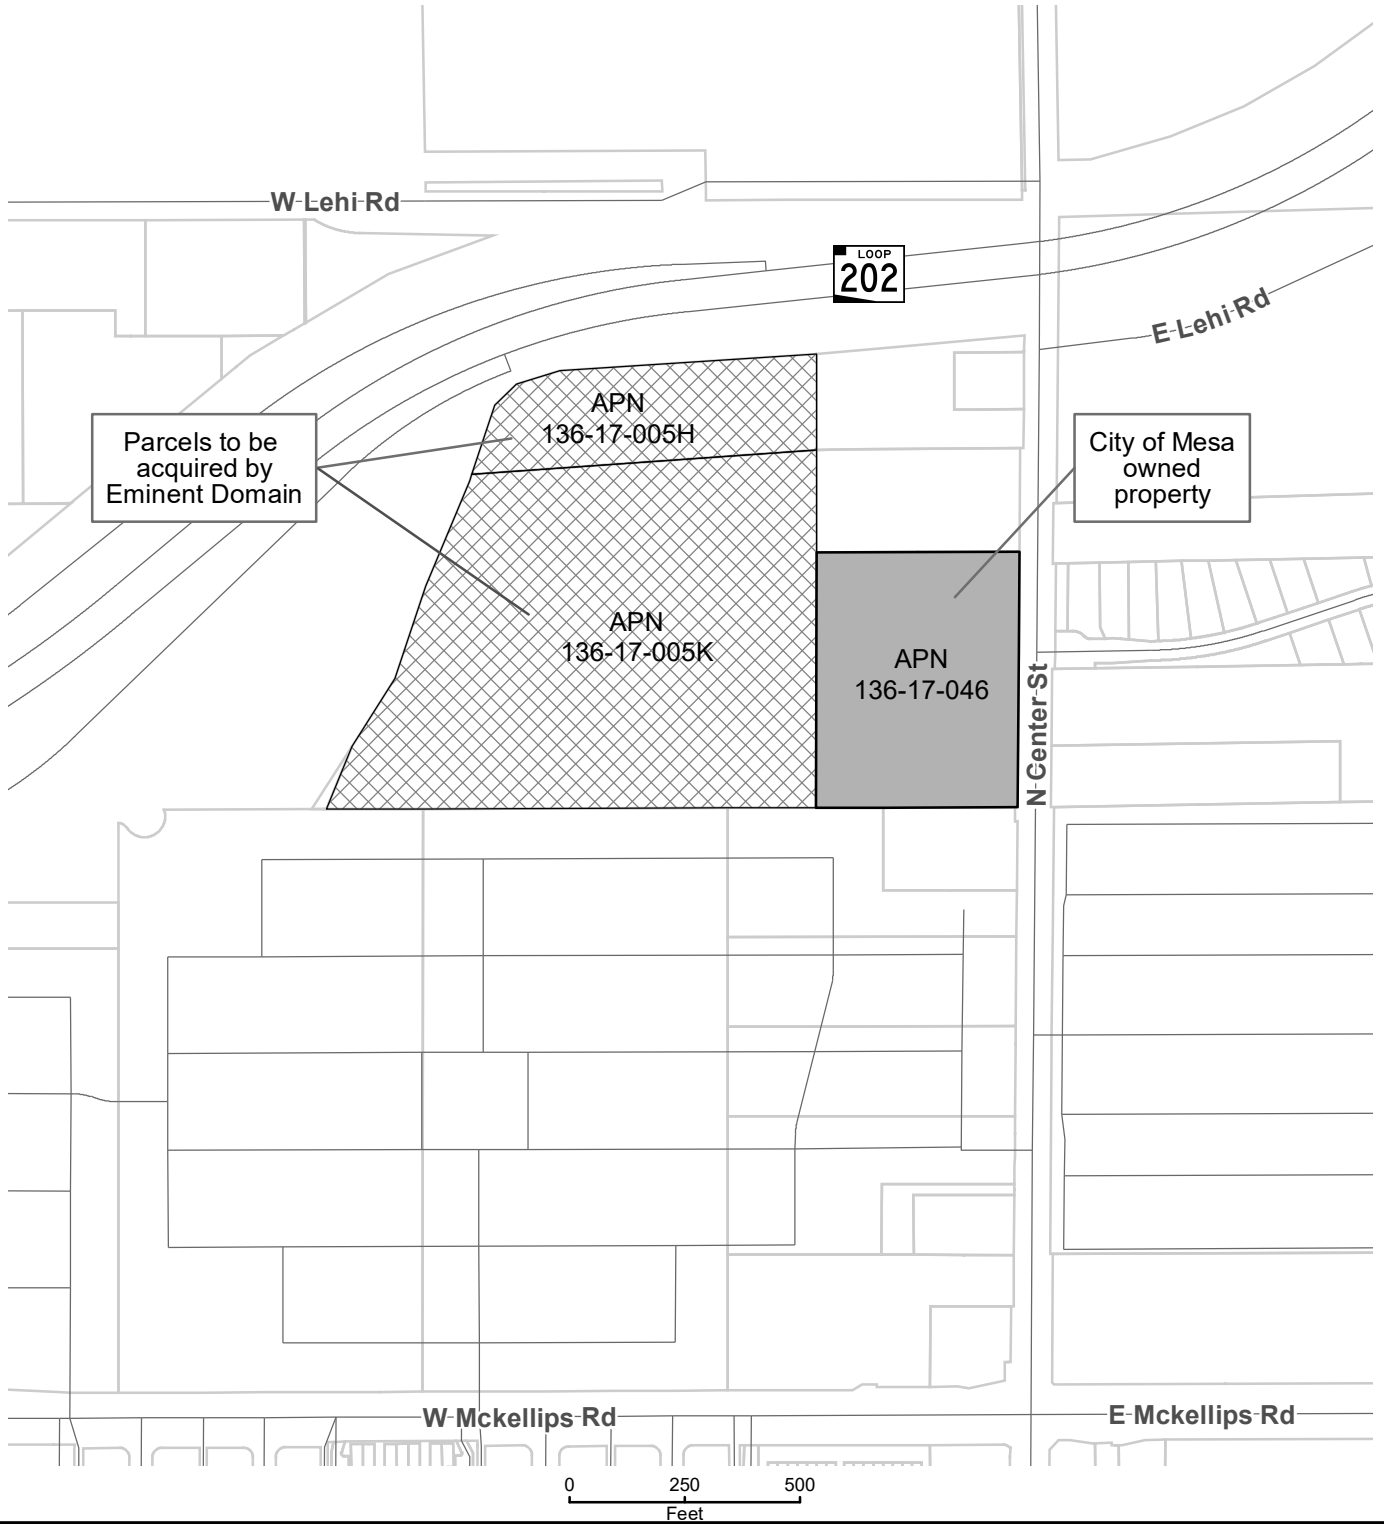 W Lehi Rd
LOOP
202
E Lehi Rd
APN
136-17-005H
Parcels to be
acquired by
Eminent Domain
City of Mesa
owned
property
APN
136-17-005K
APN
136-17-046
N Center St
W Mckellips Rd
E Mckellips Rd
0 250 500
Feet